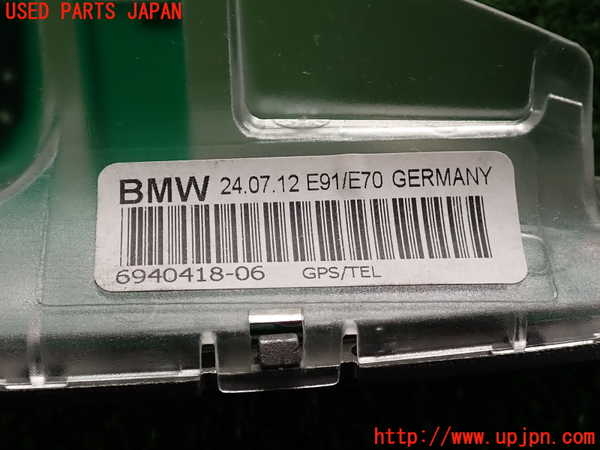 USED PARTS JAPAN
BMW 24.07.12 E91/E70 GERMANY
6940418-06 GPS/TEL
http://www.upjpn.com/